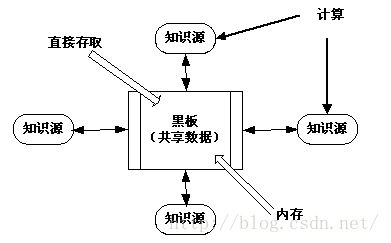 计算
知识源
直接存取
黑板
（共享数据）
知识源
知识源
内存
知识源
http://blog.csdn.net/